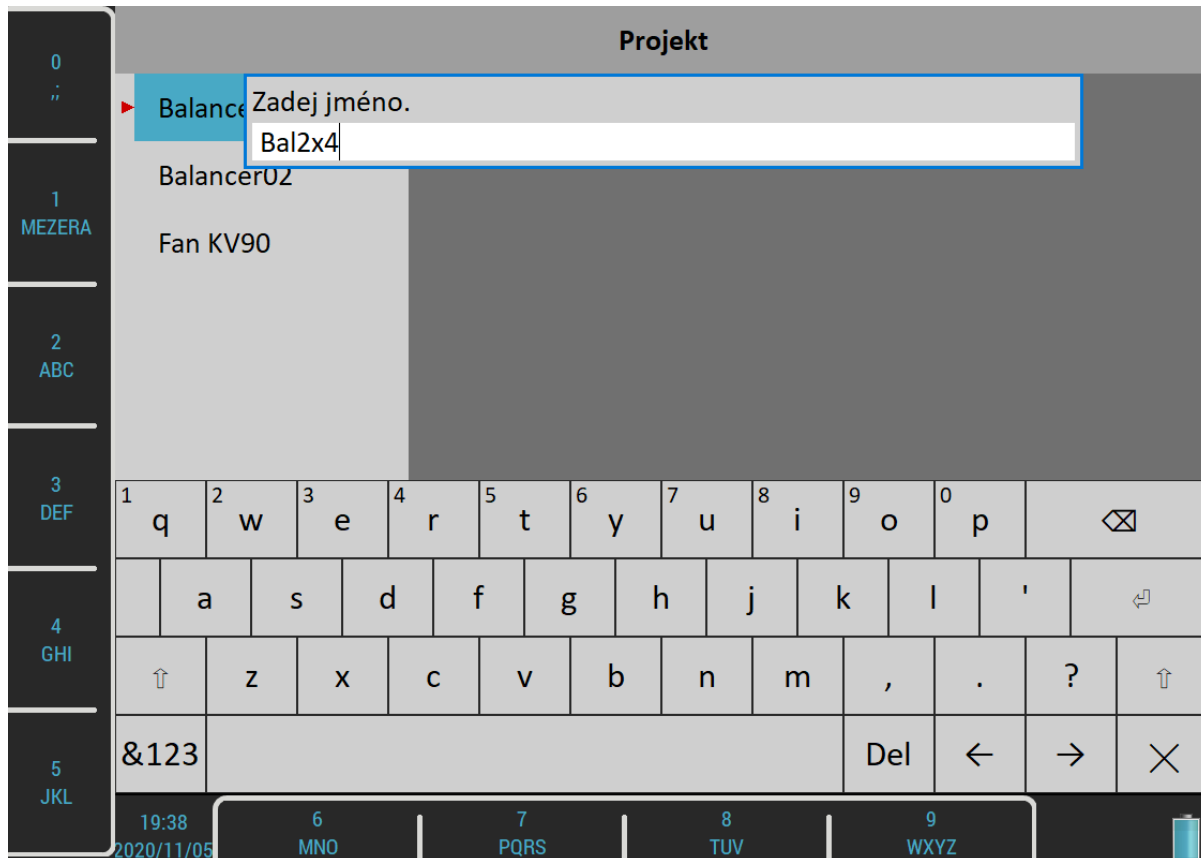 Projekt
0
,;
"
1
MEZERA
2
ABC
3
DEF
4
GHI
5
JKL
Balance
Zadej jméno.
Bal2x4
Balancer02
Fan KV90
1 q 2 w 3 e 4 r 5 t 6 y 7 u 8 i 9 o 0 p ⌫
a s d f g h j k l ' ⏎
⇧ z x c v b n m , . ? ⇧
&123 Del ← → ×
19:38
2020/11/05
6
MNO
7
PQRS
8
TUV
9
WXYZ